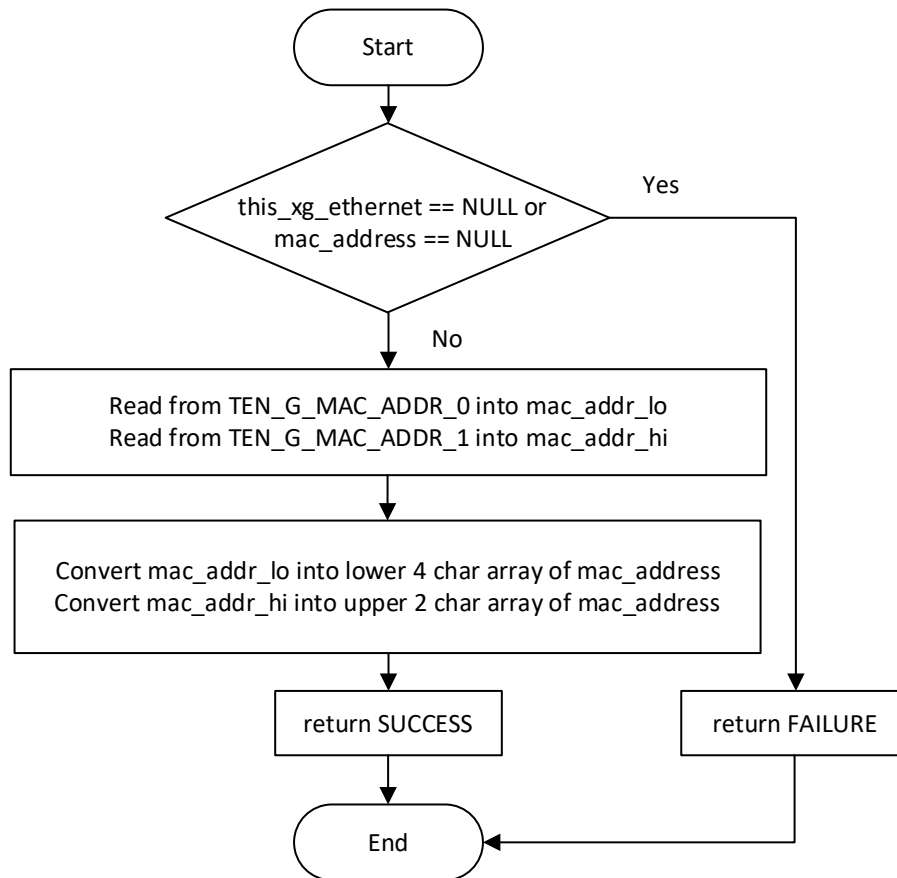 Start
this_xg_ethernet == NULL or
mac_address == NULL
Yes
No
Read from TEN_G_MAC_ADDR_0 into mac_addr_lo
Read from TEN_G_MAC_ADDR_1 into mac_addr_hi
Convert mac_addr_lo into lower 4 char array of mac_address
Convert mac_addr_hi into upper 2 char array of mac_address
return SUCCESS
return FAILURE
End